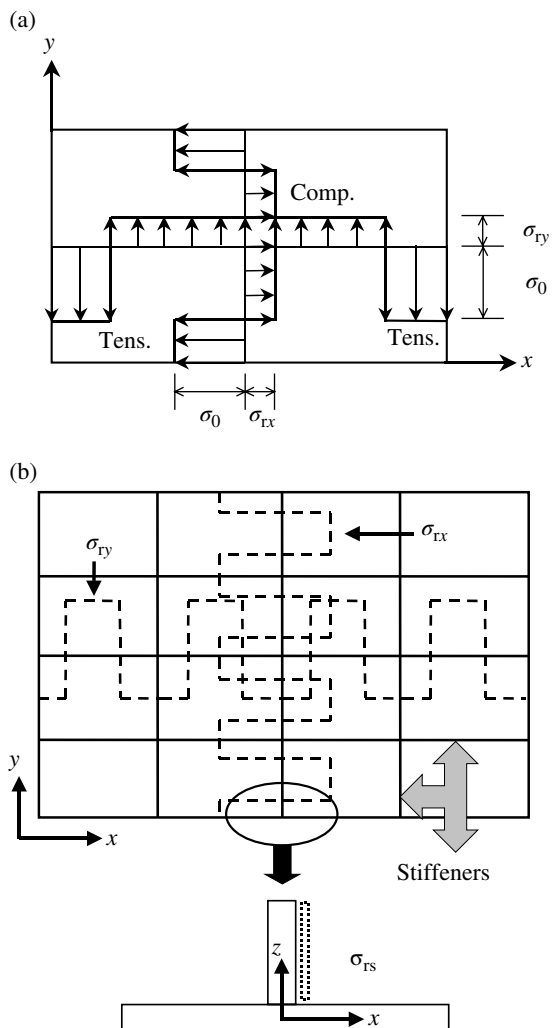 (a)
y
Comp.
σry
σ0
Tens.
Tens.
x
σ0
σrx
(b)
σry
σrx
y
x
Stiffeners
z
σrs
x